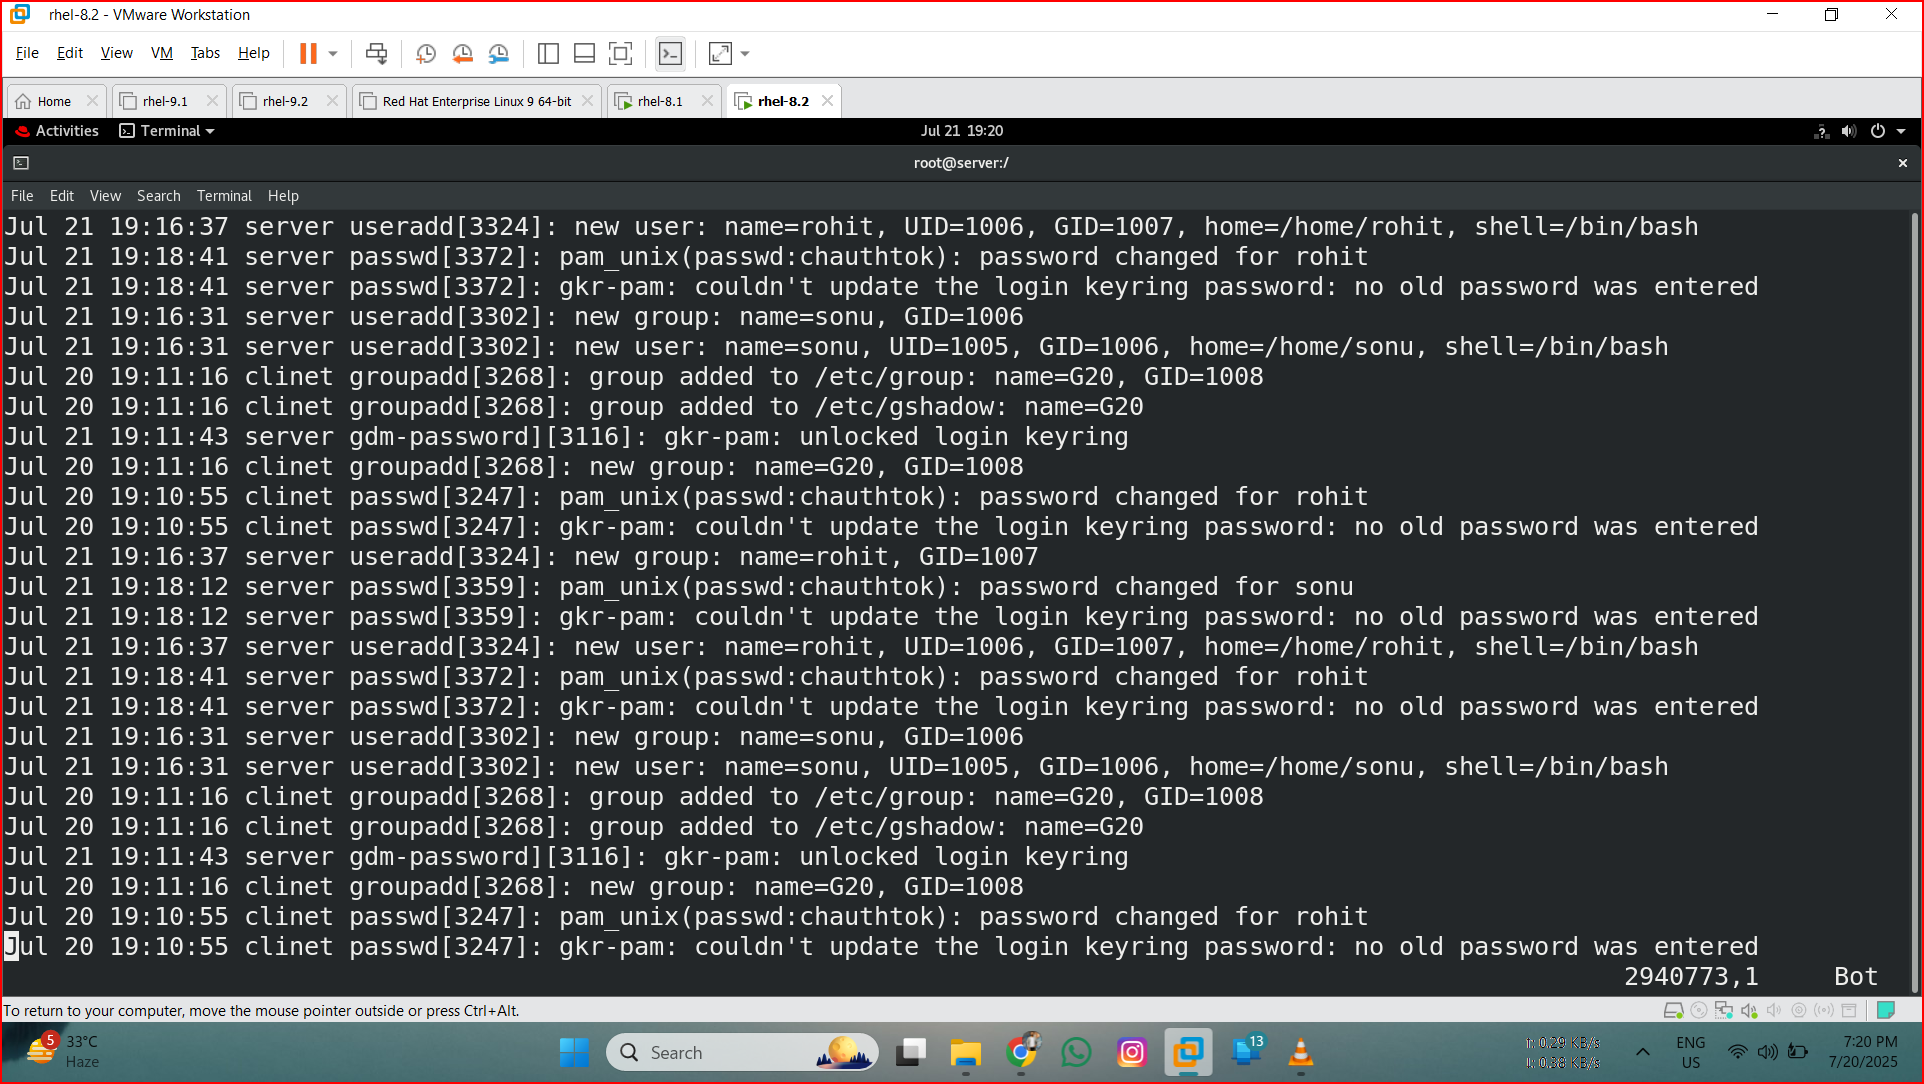 rhel-8.2 - VMware Workstation
File Edit View VM Tabs Help
Home rhel-9.1 rhel-9.2 Red Hat Enterprise Linux 9 64-bit rhel-8.1 rhel-8.2
Activities Terminal Jul 21 19:20
root@server:/
File Edit View Search Terminal Help
Jul 21 19:16:37 server useradd[3324]: new user: name=rohit, UID=1006, GID=1007, home=/home/rohit, shell=/bin/bash
Jul 21 19:18:41 server passwd[3372]: pam_unix(passwd:chauthtok): password changed for rohit
Jul 21 19:18:41 server passwd[3372]: gkr-pam: couldn't update the login keyring password: no old password was entered
Jul 21 19:16:31 server useradd[3302]: new group: name=sonu, GID=1006
Jul 21 19:16:31 server useradd[3302]: new user: name=sonu, UID=1005, GID=1006, home=/home/sonu, shell=/bin/bash
Jul 20 19:11:16 clinet groupadd[3268]: group added to /etc/group: name=G20, GID=1008
Jul 20 19:11:16 clinet groupadd[3268]: group added to /etc/gshadow: name=G20
Jul 21 19:11:43 server gdm-password][3116]: gkr-pam: unlocked login keyring
Jul 20 19:11:16 clinet groupadd[3268]: new group: name=G20, GID=1008
Jul 20 19:10:55 clinet passwd[3247]: pam_unix(passwd:chauthtok): password changed for rohit
Jul 20 19:10:55 clinet passwd[3247]: gkr-pam: couldn't update the login keyring password: no old password was entered
Jul 21 19:16:37 server useradd[3324]: new group: name=rohit, GID=1007
Jul 21 19:18:12 server passwd[3359]: pam_unix(passwd:chauthtok): password changed for sonu
Jul 21 19:18:12 server passwd[3359]: gkr-pam: couldn't update the login keyring password: no old password was entered
Jul 21 19:16:37 server useradd[3324]: new user: name=rohit, UID=1006, GID=1007, home=/home/rohit, shell=/bin/bash
Jul 21 19:18:41 server passwd[3372]: pam_unix(passwd:chauthtok): password changed for rohit
Jul 21 19:18:41 server passwd[3372]: gkr-pam: couldn't update the login keyring password: no old password was entered
Jul 21 19:16:31 server useradd[3302]: new group: name=sonu, GID=1006
Jul 21 19:16:31 server useradd[3302]: new user: name=sonu, UID=1005, GID=1006, home=/home/sonu, shell=/bin/bash
Jul 20 19:11:16 clinet groupadd[3268]: group added to /etc/group: name=G20, GID=1008
Jul 20 19:11:16 clinet groupadd[3268]: group added to /etc/gshadow: name=G20
Jul 21 19:11:43 server gdm-password][3116]: gkr-pam: unlocked login keyring
Jul 20 19:11:16 clinet groupadd[3268]: new group: name=G20, GID=1008
Jul 20 19:10:55 clinet passwd[3247]: pam_unix(passwd:chauthtok): password changed for rohit
Jul 20 19:10:55 clinet passwd[3247]: gkr-pam: couldn't update the login keyring password: no old password was entered
2940773,1 Bot
To return to your computer, move the mouse pointer outside or press Ctrl+Alt.
5 33°C
Haze
Search
13
0.29 KB/s
0.38 KB/s
ENG
US
7:20 PM
7/20/2025